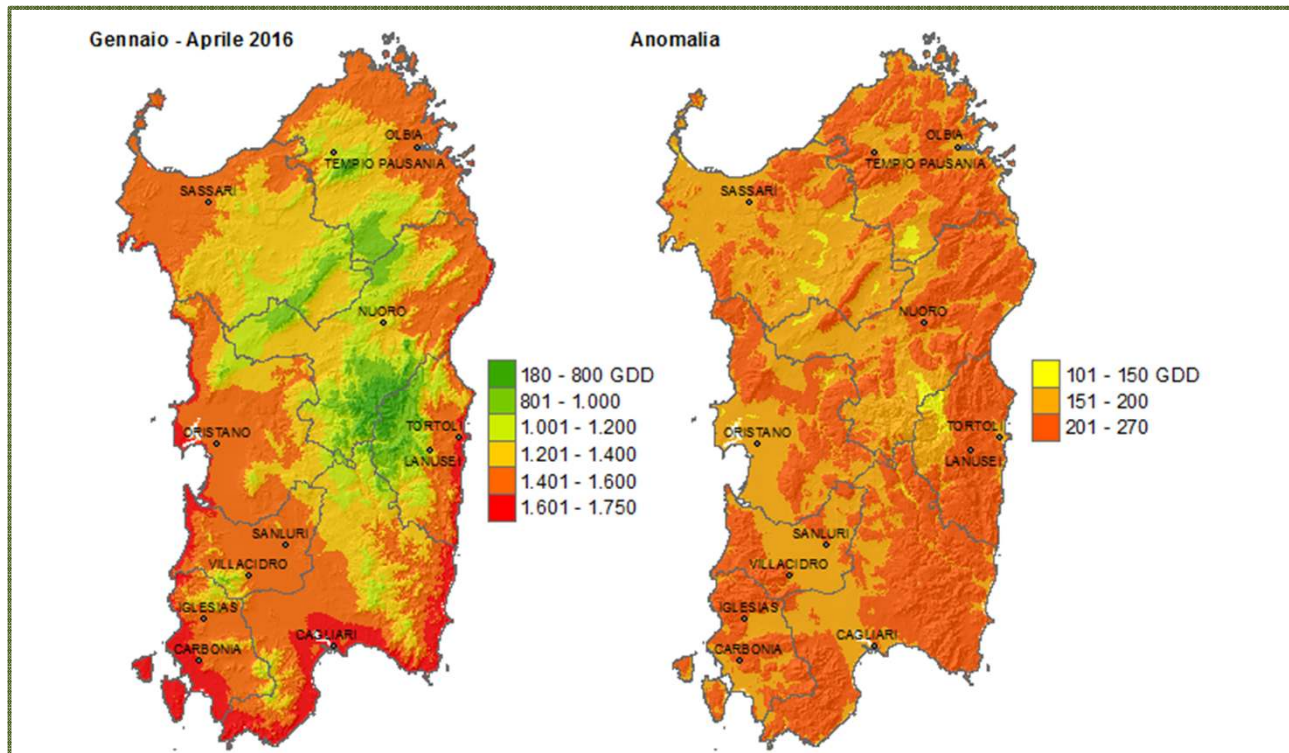 Gennaio - Aprile 2016
OLBIA
TEMPIO PAUSANIA
SASSARI
NUORO
ORISTANO
TORTOLI
LANUSEI
SANLURI
VILLACIDRO
IGLESIAS
CAGLIARI
CARBONIA
180 - 800 GDD
801 - 1.000
1.001 - 1.200
1.201 - 1.400
1.401 - 1.600
1.601 - 1.750
Anomalia
OLBIA
TEMPIO PAUSANIA
SASSARI
NUORO
ORISTANO
TORTOLI
LANUSEI
SANLURI
VILLACIDRO
IGLESIAS
CAGLIARI
CARBONIA
101 - 150 GDD
151 - 200
201 - 270